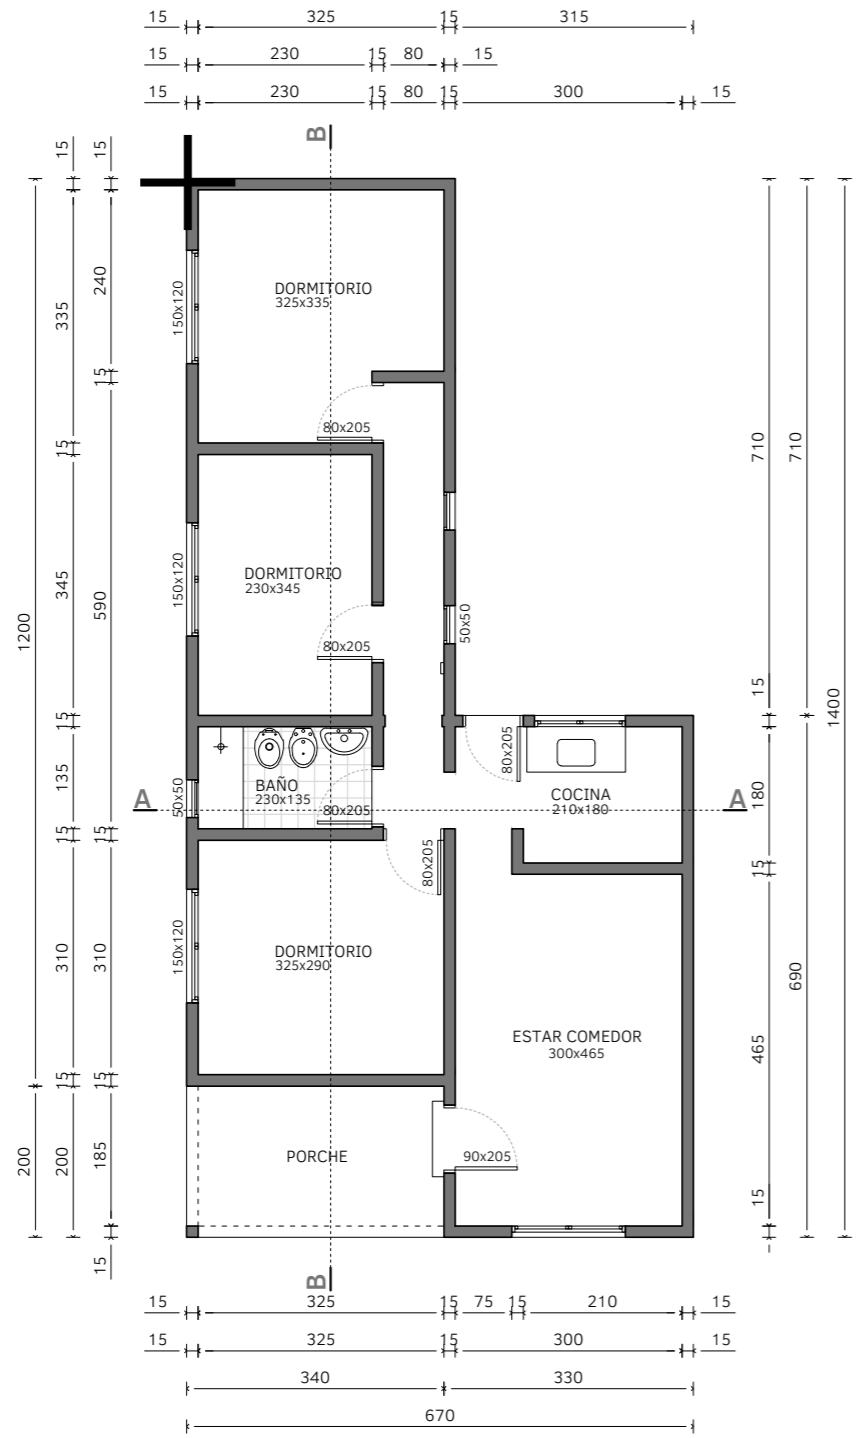 15 325 15 315
15 230 15 80 15
15 230 15 80 15 300 15
B
15 15
DORMITORIO
325x335
150x120
240
335
15
15
80x205
710
710
DORMITORIO
230x345
150x120
345
590
1200
50x50
80x205
15
15
1400
BAÑO
230x135
50x50
135
80x205
80x205
COCINA
210x180
180
A A
15 15
80x205
15
DORMITORIO
325x290
150x120
310 310
690
ESTAR COMEDOR
300x465
465
15 15
PORCHE
90x205
200 200 185
15
15
B
15 325 15 75 15 210 15
15 325 15 300 15
340 330
670